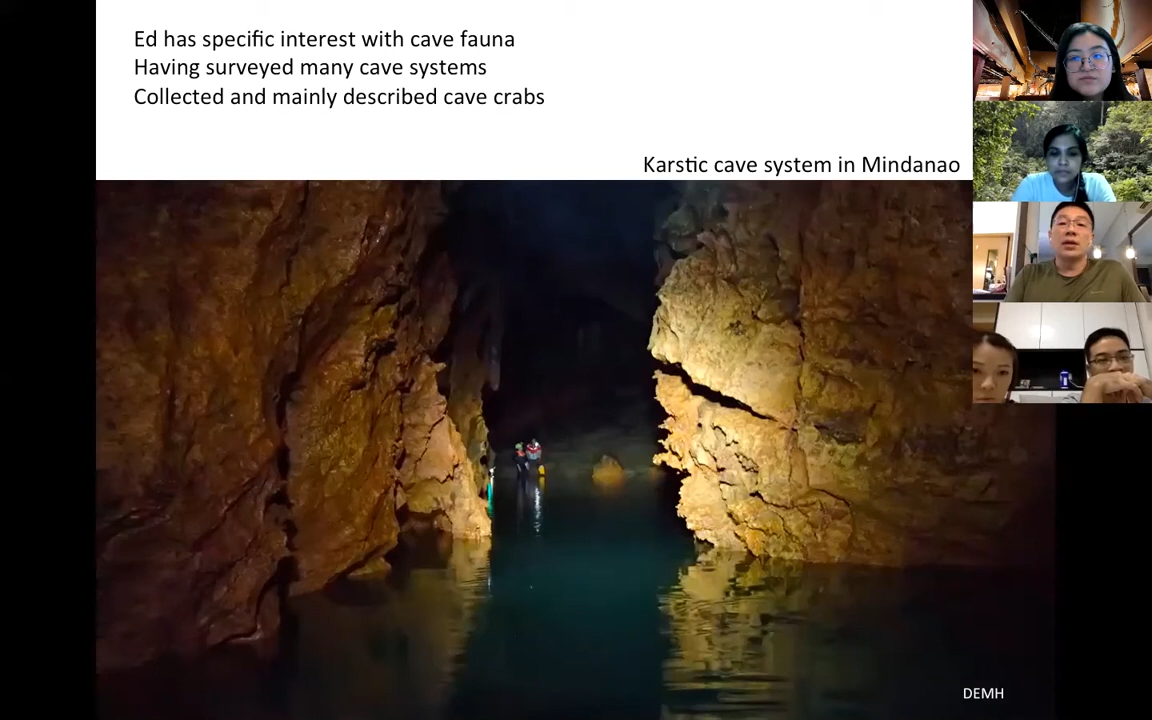 Ed has specific interest with cave fauna
Having surveyed many cave systems
Collected and mainly described cave crabs
Karstic cave system in Mindanao
DEMH